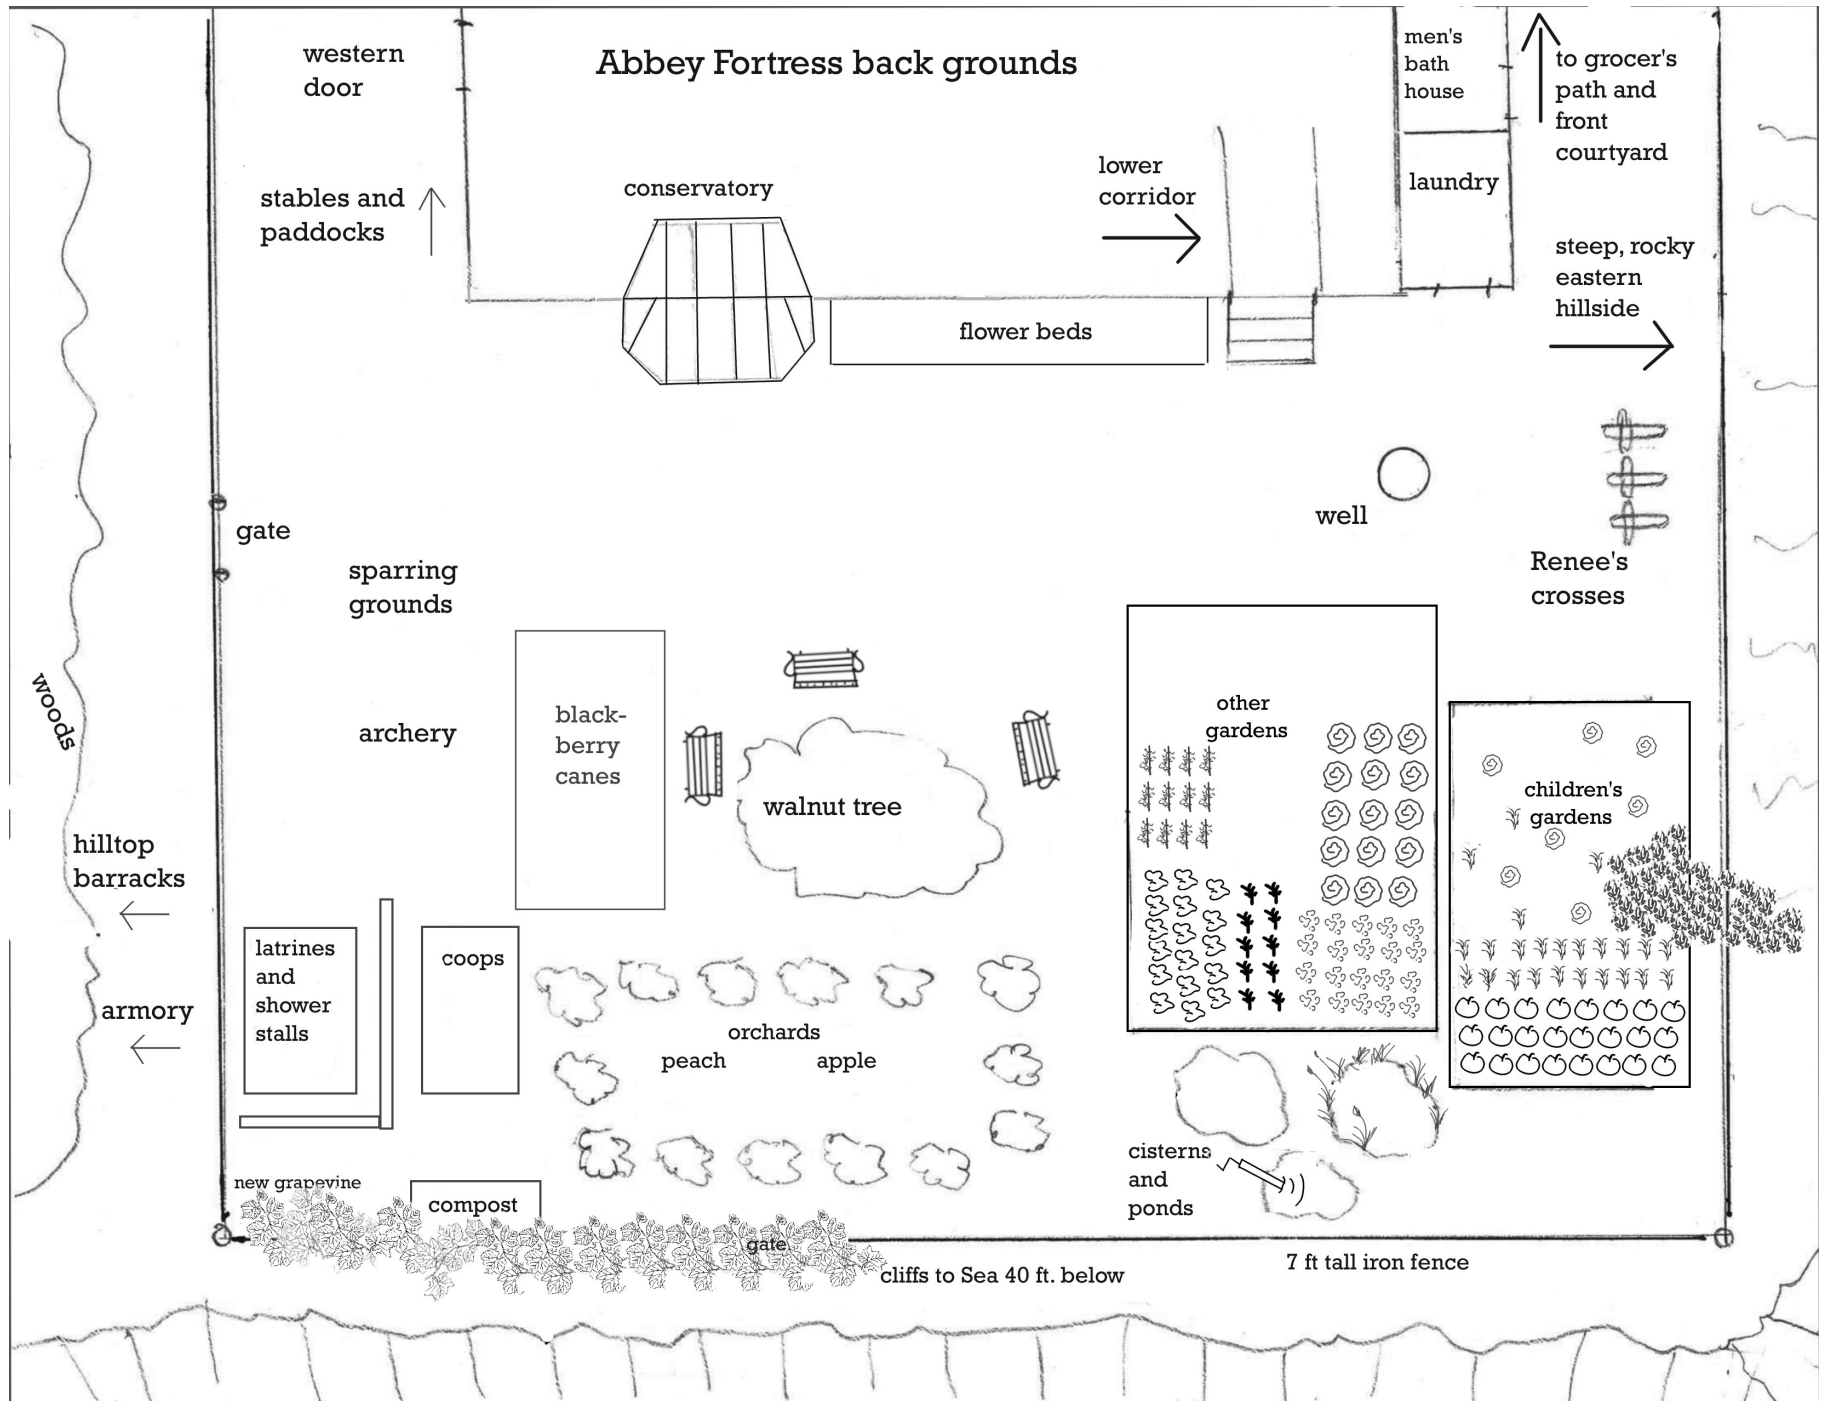 Abbey Fortress back grounds
western
door
men's
bath
house
to grocer's
path and
front
courtyard
stables and
paddocks
conservatory
lower
corridor
laundry
steep, rocky
eastern
hillside
flower beds
gate
well
sparring
grounds
Renee's
crosses
woods
archery
black-
berry
canes
walnut tree
other
gardens
children's
gardens
hilltop
barracks
armory
latrines
and
shower
stalls
coops
orchards
peach
apple
cisterns
and
ponds
new grapevine
compost
gate
cliffs to Sea 40 ft. below
7 ft tall iron fence